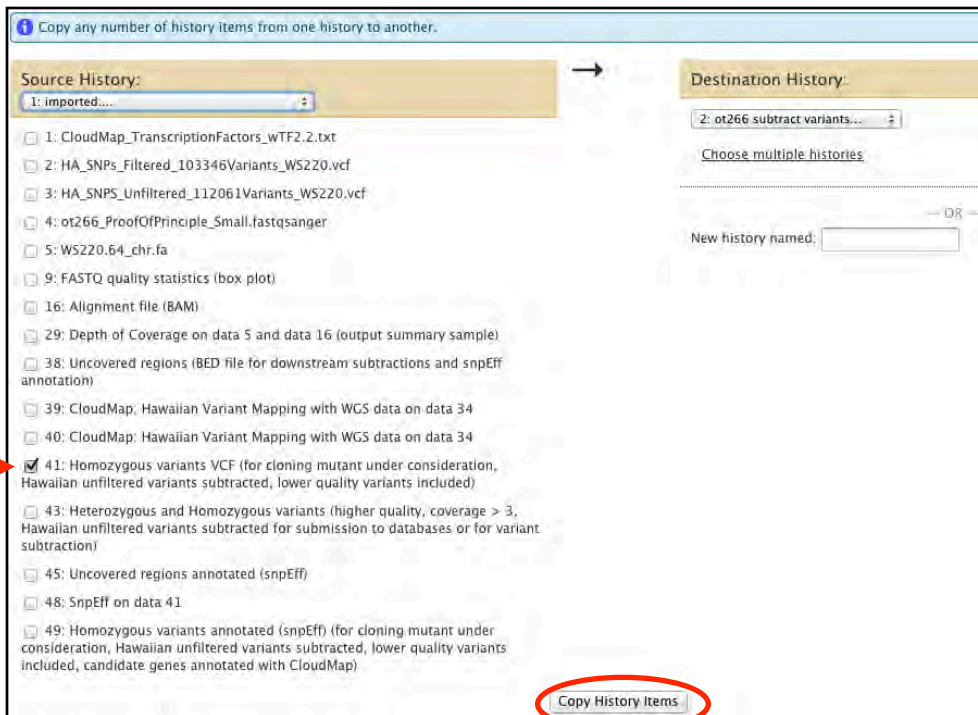 Copy any number of history items from one history to another.
Source History:
1: imported:...
1: CloudMap_TranscriptionFactors_wTF2.2.txt
2: HA_SNPs_Filtered_103346Variants_WS220.vcf
3: HA_SNPS_Unfiltered_112061Variants_WS220.vcf
4: ot266_ProofOfPrinciple_Small.fastqsanger
5: WS220.64_chr.fa
9: FASTQ quality statistics (box plot)
16: Alignment file (BAM)
29: Depth of Coverage on data 5 and data 16 (output summary sample)
38: Uncovered regions (BED file for downstream subtractions and snpEff
annotation)
39: CloudMap: Hawaiian Variant Mapping with WGS data on data 34
40: CloudMap: Hawaiian Variant Mapping with WGS data on data 34
41: Homozygous variants VCF (for cloning mutant under consideration,
Hawaiian unfiltered variants subtracted, lower quality variants included)
43: Heterozygous and Homozygous variants (higher quality, coverage > 3,
Hawaiian unfiltered variants subtracted for submission to databases or for variant
subtraction)
45: Uncovered regions annotated (snpEff)
48: SnpEff on data 41
49: Homozygous variants annotated (snpEff) (for cloning mutant under
consideration, Hawaiian unfiltered variants subtracted, lower quality variants
included, candidate genes annotated with CloudMap)
→
Destination History:
2: ot266 subtract variants...
Choose multiple histories
— OR —
New history named:
Copy History Items